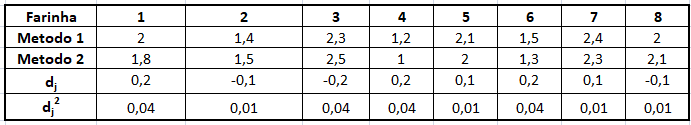 Farinha 1 2 3 4 5 6 7 8
Metodo 1 2 1,4 2,3 1,2 2,1 1,5 2,4 2
Metodo 2 1,8 1,5 2,5 1 2 1,3 2,3 2,1
dj 0,2 -0,1 -0,2 0,2 0,1 0,2 0,1 -0,1
dj2 0,04 0,01 0,04 0,04 0,01 0,04 0,01 0,01